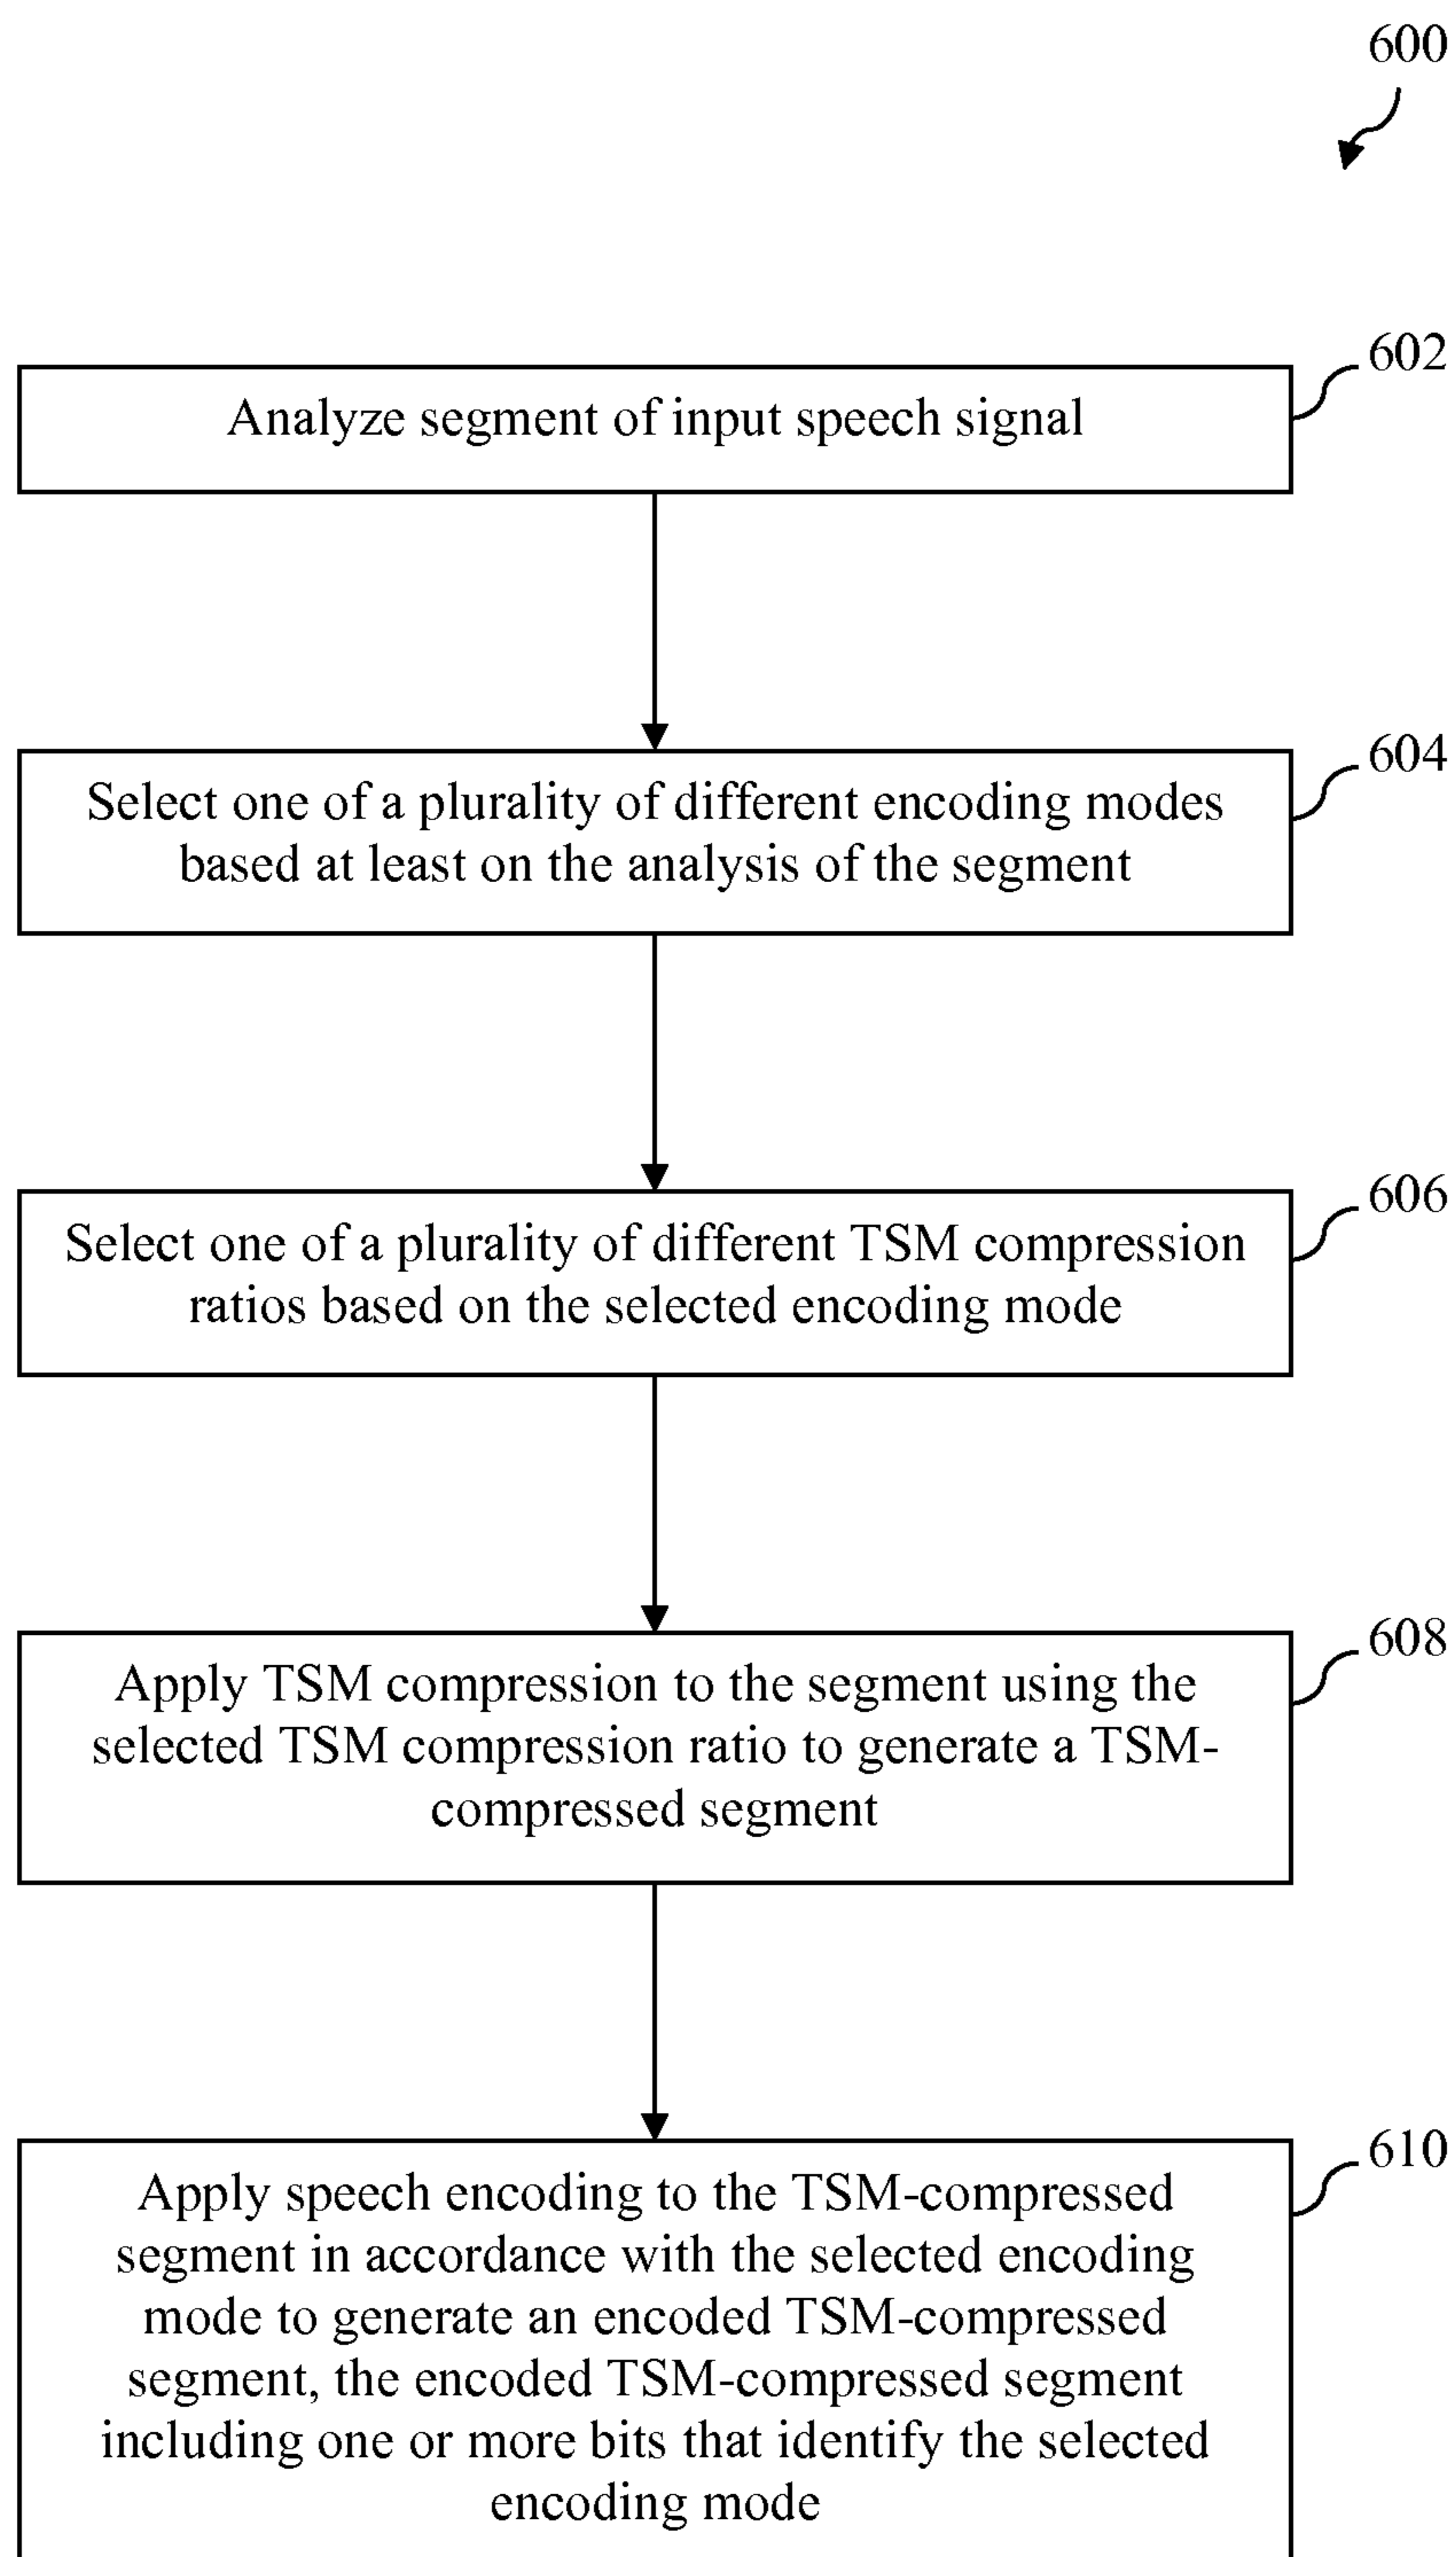 600
602
Analyze segment of input speech signal
604
Select one of a plurality of different encoding modes
based at least on the analysis of the segment
606
Select one of a plurality of different TSM compression
ratios based on the selected encoding mode
608
Apply TSM compression to the segment using the
selected TSM compression ratio to generate a TSM-
compressed segment
610
Apply speech encoding to the TSM-compressed
segment in accordance with the selected encoding
mode to generate an encoded TSM-compressed
segment, the encoded TSM-compressed segment
including one or more bits that identify the selected
encoding mode